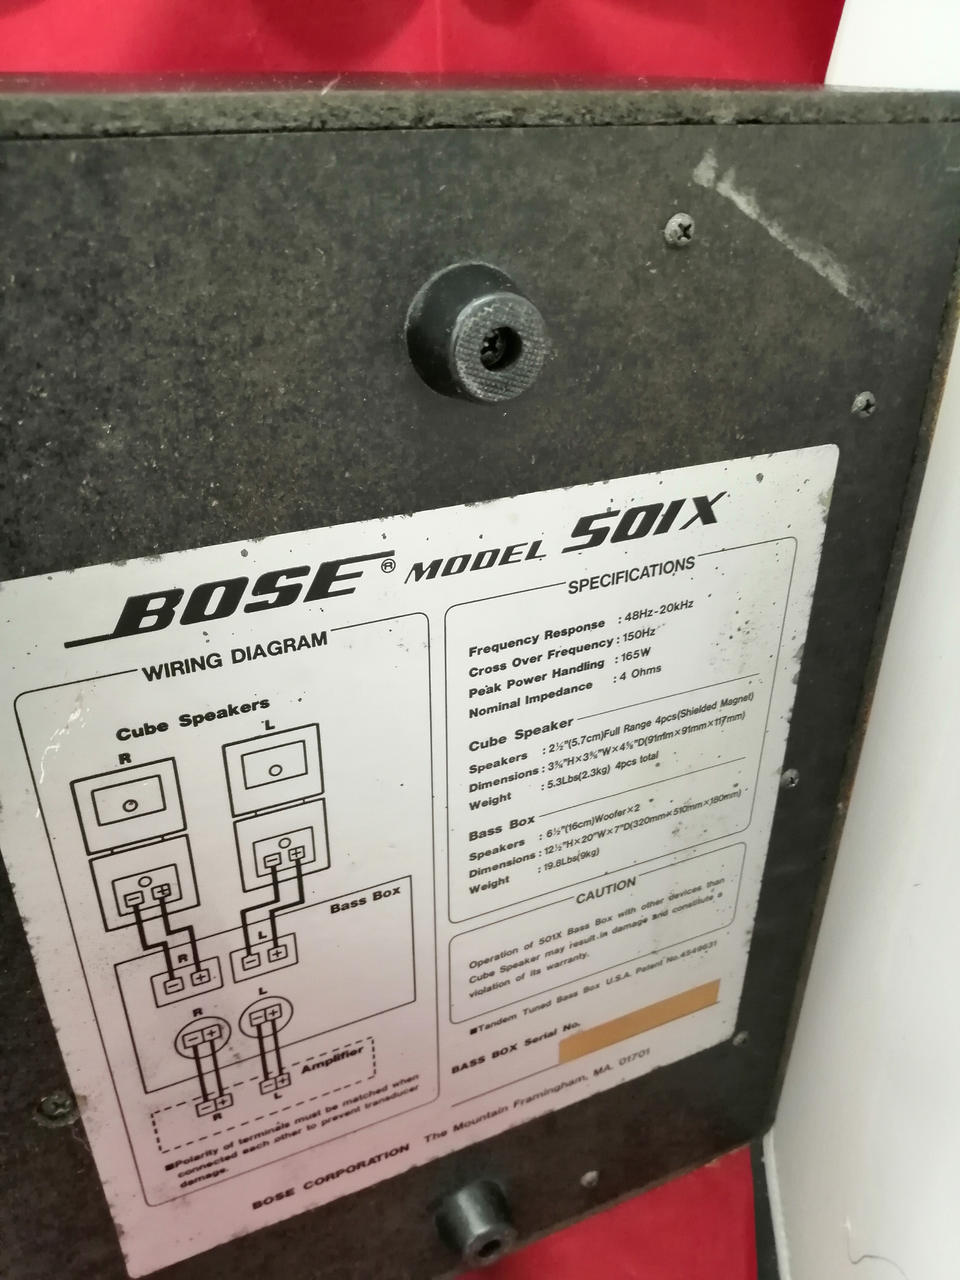 BOSE® MODEL 501X
WIRING DIAGRAM
Cube Speakers
R
L
- +
- +
Bass Box
R
L
- +
- +
R
L
- +
- +
Amplifier
- +
- +
R
L
■Polarity of terminals must be matched when
connected each other to prevent transducer
damage.
SPECIFICATIONS
Frequency Response : 48Hz-20kHz
Cross Over Frequency : 150Hz
Peak Power Handling : 165W
Nominal Impedance : 4 Ohms
Cube Speaker
Speakers : 2½"(5.7cm)Full Range 4pcs(Shielded Magnet)
Dimensions : 3⅝"H×3⅝"W×4⅝"D(91mm×91mm×117mm)
Weight : 5.3Lbs(2.3kg) 4pcs total
Bass Box
Speakers : 6½"(16cm)Woofer×2
Dimensions : 12½"H×20"W×7"D(320mm×510mm×180mm)
Weight : 19.8Lbs(9kg)
CAUTION
Operation of 501X Bass Box with other devices than
Cube Speaker may result in damage and constitute a
violation of its warranty.
■Tandem Tuned Bass Box U.S.A. Patent No.4549631
BASS BOX Serial No.
BOSE CORPORATION The Mountain Framingham, MA. 01701